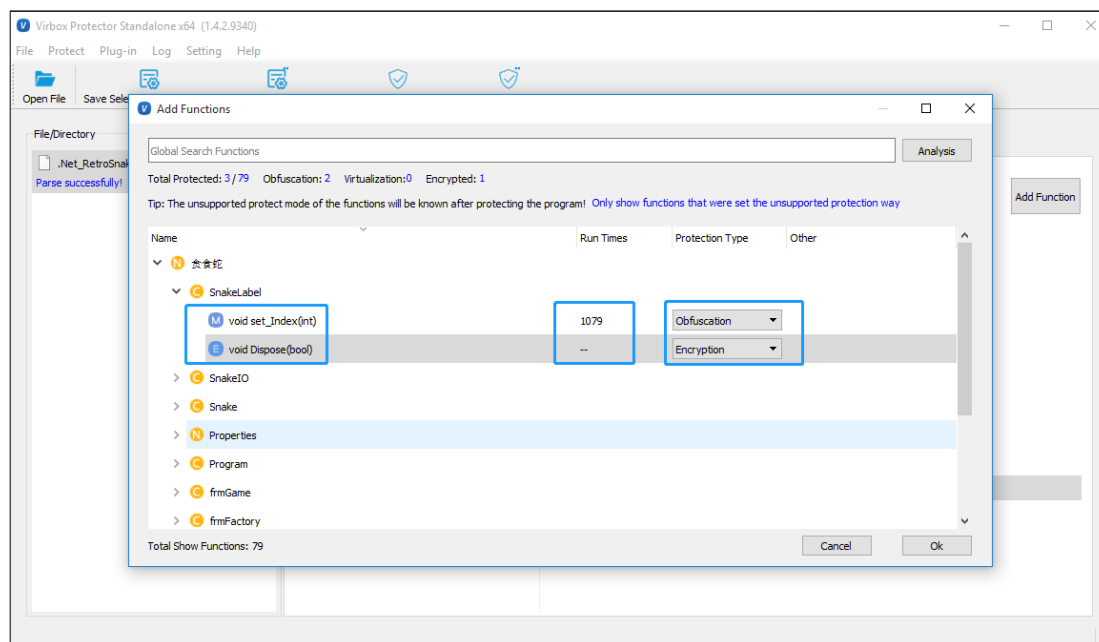 Virbox Protector Standalone x64 (1.4.2.9340)
File Protect Plug-in Log Setting Help
Open File Save Sele
Add Functions
File/Directory
.Net_RetroSnak
Parse successfully!
Global Search Functions Analysis
Total Protected: 3/79 Obfuscation: 2 Virtualization:0 Encrypted: 1
Tip: The unsupported protect mode of the functions will be known after protecting the program! Only show functions that were set the unsupported protection way
Add Function
Name Run Times Protection Type Other
N 贪食蛇
C SnakeLabel
M void set_Index(int) 1079 Obfuscation
E void Dispose(bool) -- Encryption
C SnakeIO
C Snake
N Properties
C Program
C frmGame
C frmFactory
Total Show Functions: 79 Cancel Ok